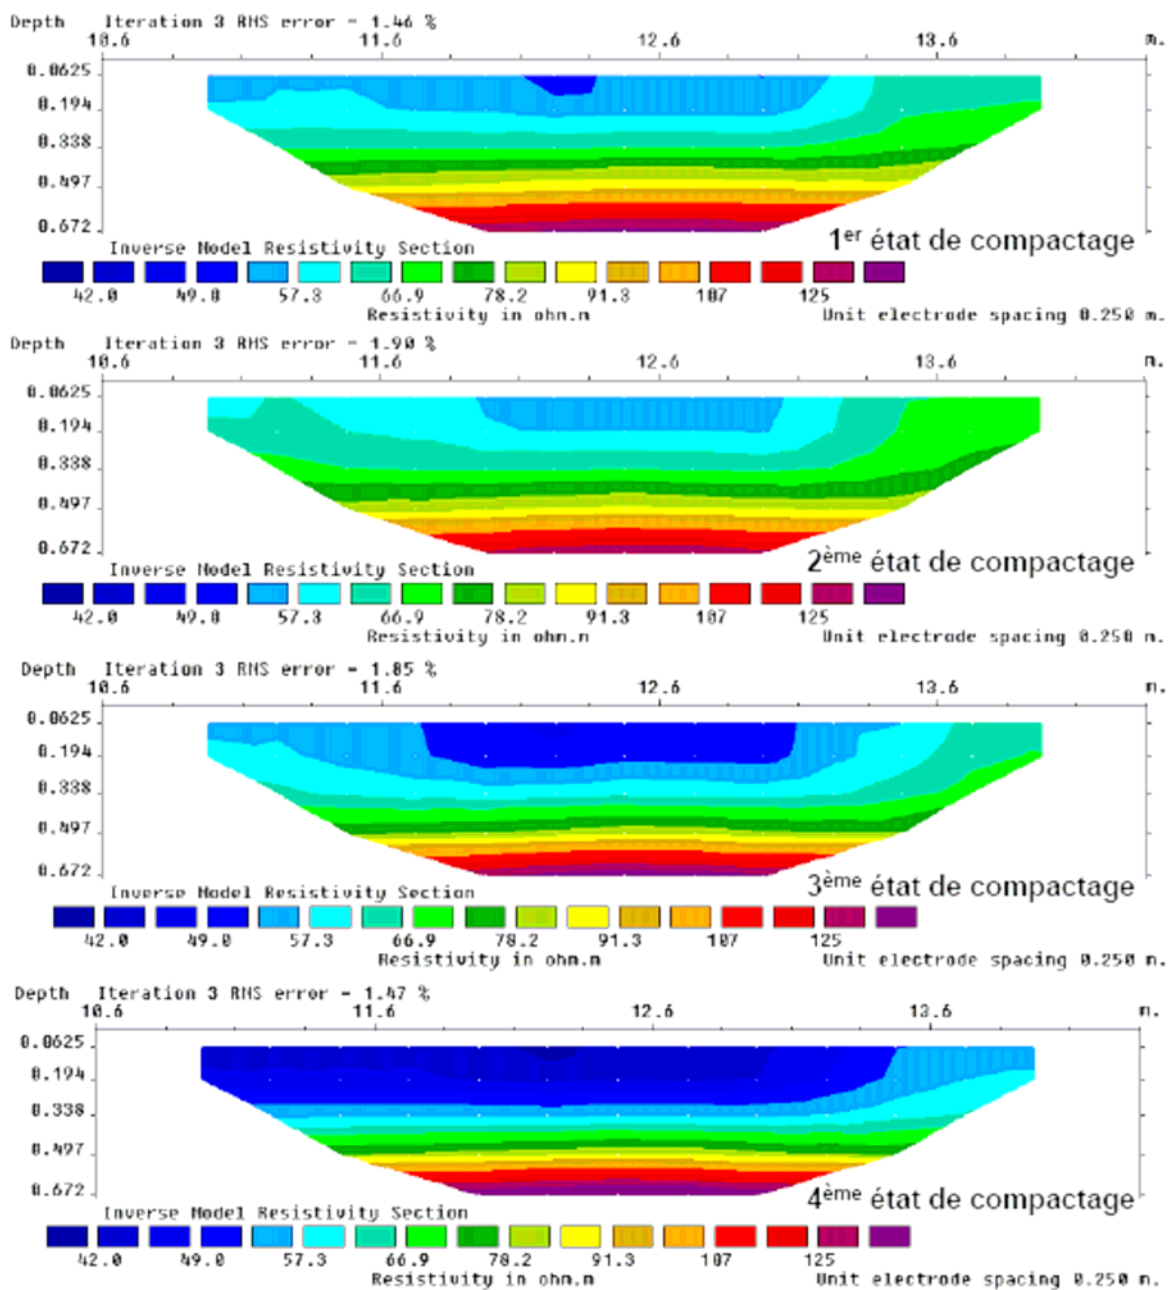 Depth Iteration 3 RMS error = 1.46 %
10.6 11.6 12.6 13.6 m.
0.0625
0.194
0.338
0.497
0.672
1er état de compactage
Inverse Model Resistivity Section
42.0 49.0 57.3 66.9 78.2 91.3 107 125
Resistivity in ohm.m Unit electrode spacing 0.250 m.
Depth Iteration 3 RMS error = 1.90 %
10.6 11.6 12.6 13.6 m.
0.0625
0.194
0.338
0.497
0.672
2ème état de compactage
Inverse Model Resistivity Section
42.0 49.0 57.3 66.9 78.2 91.3 107 125
Resistivity in ohm.m Unit electrode spacing 0.250 m.
Depth Iteration 3 RMS error = 1.85 %
10.6 11.6 12.6 13.6 m.
0.0625
0.194
0.338
0.497
0.672
3ème état de compactage
Inverse Model Resistivity Section
42.0 49.0 57.3 66.9 78.2 91.3 107 125
Resistivity in ohm.m Unit electrode spacing 0.250 m.
Depth Iteration 3 RMS error = 1.47 %
10.6 11.6 12.6 13.6 m.
0.0625
0.194
0.338
0.497
0.672
4ème état de compactage
Inverse Model Resistivity Section
42.0 49.0 57.3 66.9 78.2 91.3 107 125
Resistivity in ohm.m Unit electrode spacing 0.250 m.